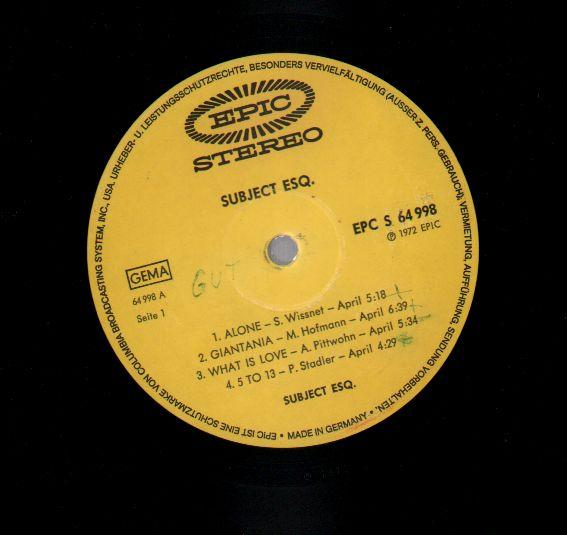 EPIC
STEREO
SUBJECT ESQ.
EPC S 64 998
℗ 1972 EPIC
GEMA
64 998 A
Seite 1
GUT
1. ALONE – S. Wissnet – April 5:18
2. GIANTANIA – M. Hofmann – April 6:39
3. WHAT IS LOVE – A. Pittwohn – April 5:34
4. 5 TO 13 – P. Stadler – April 4:29
SUBJECT ESQ.
EPIC IST EINE SCHUTZMARKE VON COLUMBIA BROADCASTING SYSTEM, INC., USA. URHEBER- U. LEISTUNGSSCHUTZRECHTE, BESONDERS VERVIELFÄLTIGUNG (AUSSER Z. PERS. GEBRAUCH), VERMIETUNG, AUFFÜHRUNG, SENDUNG VORBEHALTEN. • MADE IN GERMANY •